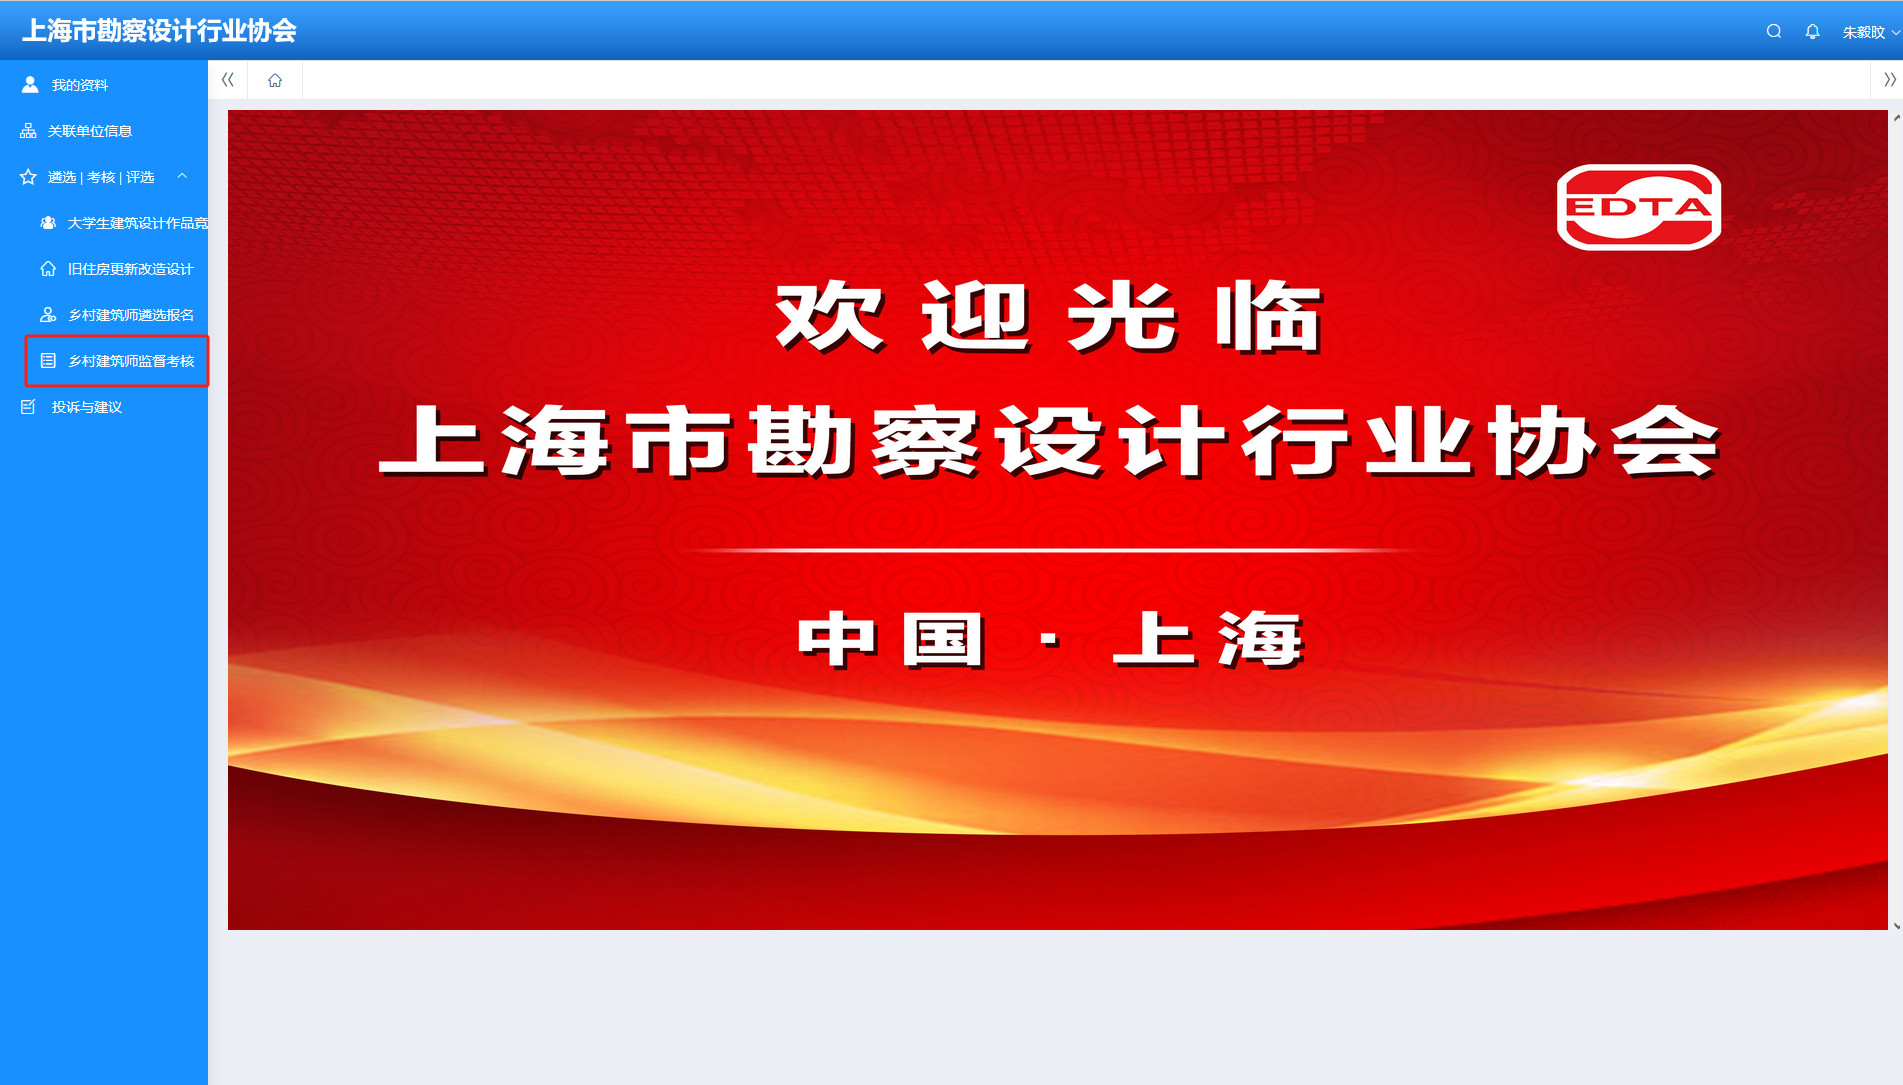 上海市勘察设计行业协会
朱毅旼
我的资料
关联单位信息
遴选 | 考核 | 评选
大学生建筑设计作品竞
旧住房更新改造设计
乡村建筑师遴选报名
乡村建筑师监督考核
投诉与建议
EDTA
欢迎光临
上海市勘察设计行业协会
中国·上海